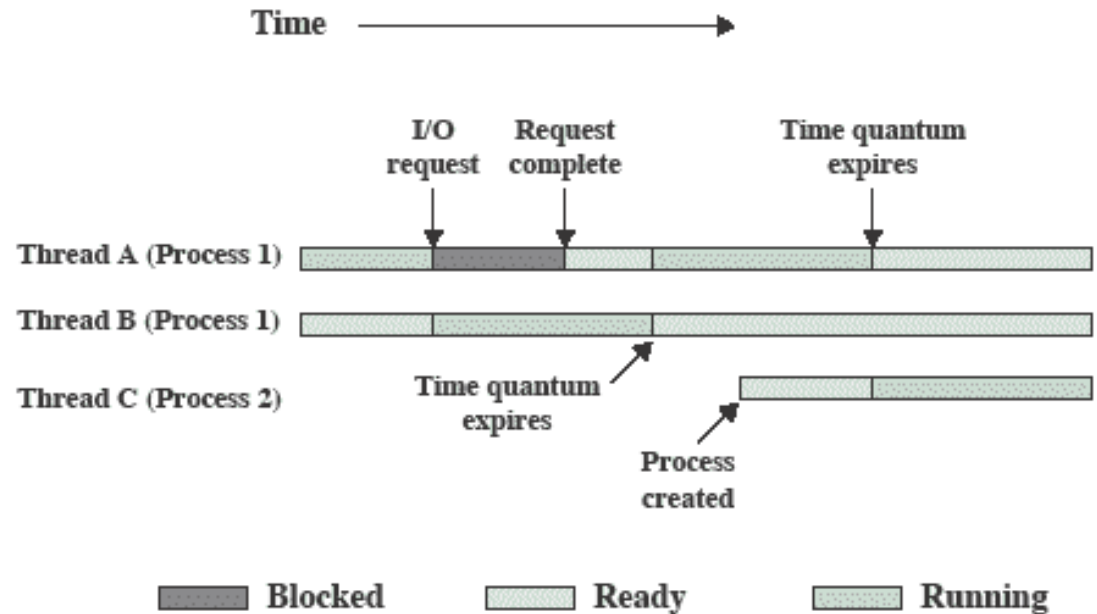 Time
I/O
request
Request
complete
Time quantum
expires
Thread A (Process 1)
Thread B (Process 1)
Thread C (Process 2)
Time quantum
expires
Process
created
Blocked
Ready
Running